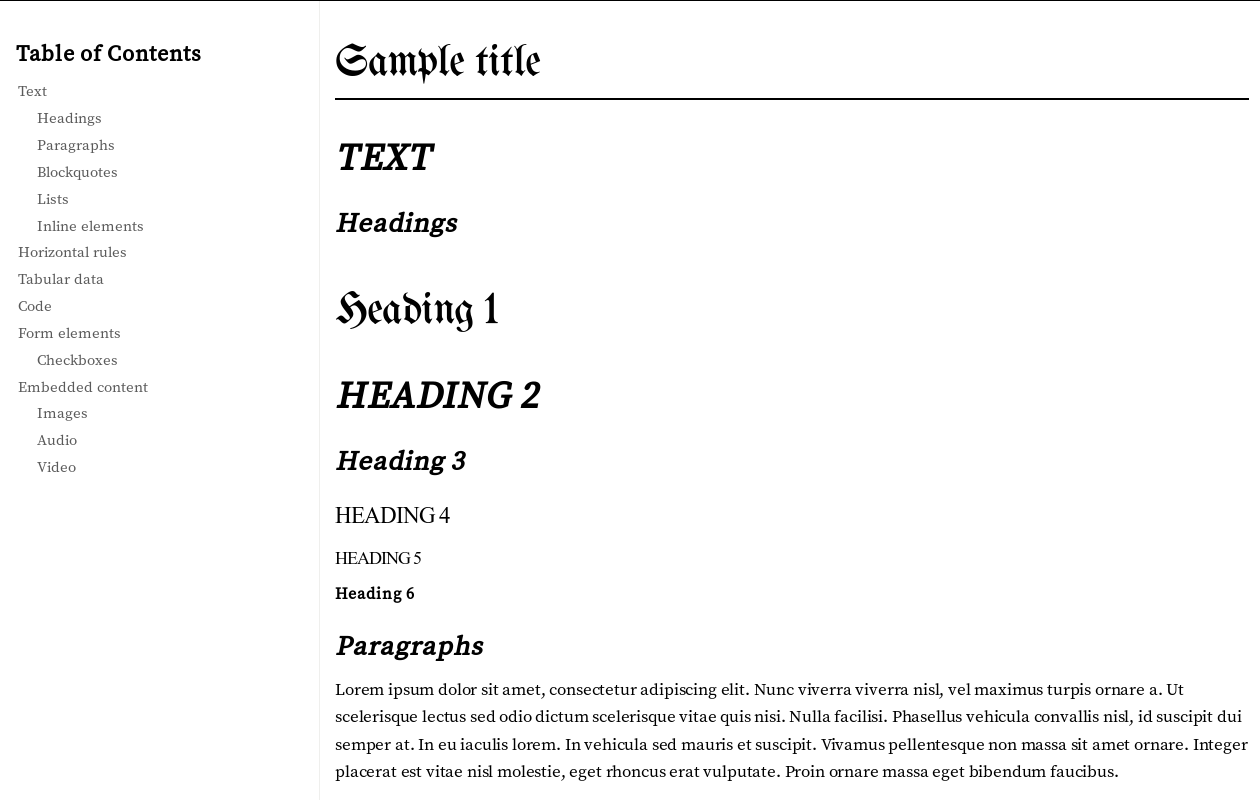 Table of Contents
Text
Headings
Paragraphs
Blockquotes
Lists
Inline elements
Horizontal rules
Tabular data
Code
Form elements
Checkboxes
Embedded content
Images
Audio
Video
Sample title
TEXT
Headings
Heading 1
HEADING 2
Heading 3
HEADING 4
HEADING 5
Heading 6
Paragraphs
Lorem ipsum dolor sit amet, consectetur adipiscing elit. Nunc viverra viverra nisl, vel maximus turpis ornare a. Ut
scelerisque lectus sed odio dictum scelerisque vitae quis nisi. Nulla facilisi. Phasellus vehicula convallis nisl, id suscipit dui
semper at. In eu iaculis lorem. In vehicula sed mauris et suscipit. Vivamus pellentesque non massa sit amet ornare. Integer
placerat est vitae nisl molestie, eget rhoncus erat vulputate. Proin ornare massa eget bibendum faucibus.